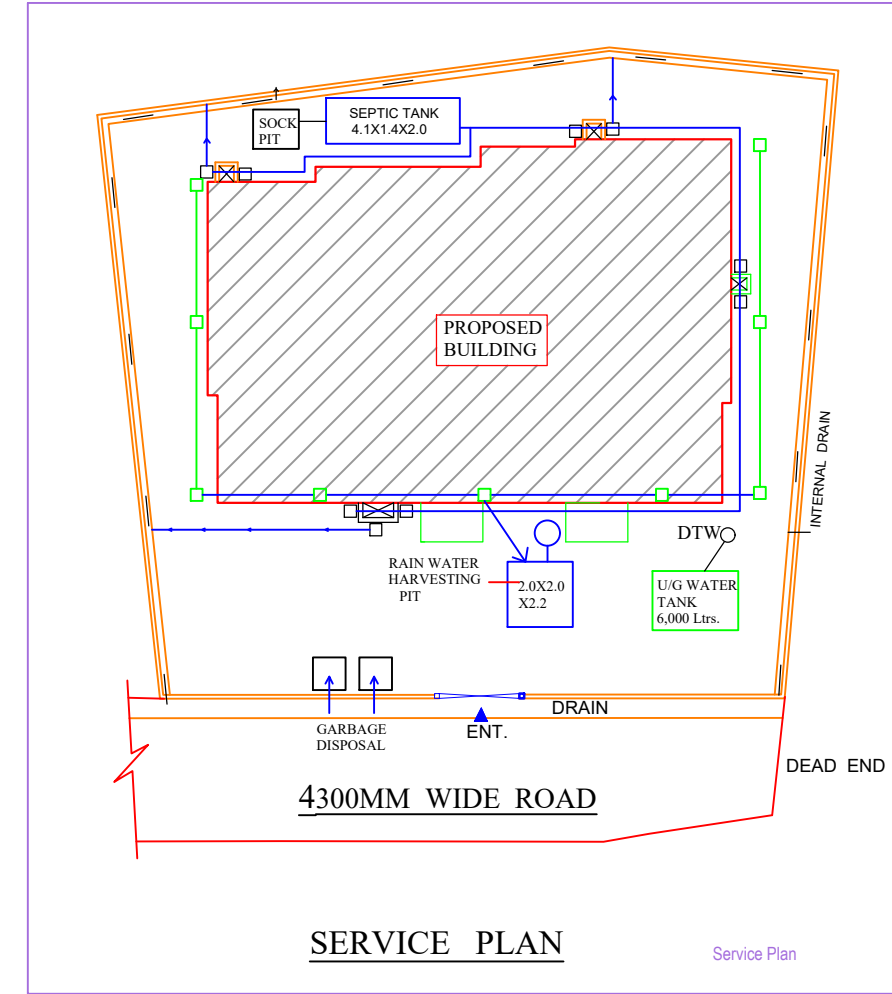 SEPTIC TANK
4.1X1.4X2.0
SOCK
PIT
PROPOSED
BUILDING
INTERNAL DRAIN
DTW
RAIN WATER
HARVESTING
PIT
2.0X2.0
X2.2
U/G WATER
TANK
6,000 Ltrs.
DRAIN
GARBAGE
DISPOSAL
ENT.
DEAD END
4300MM WIDE ROAD
SERVICE PLAN
Service Plan